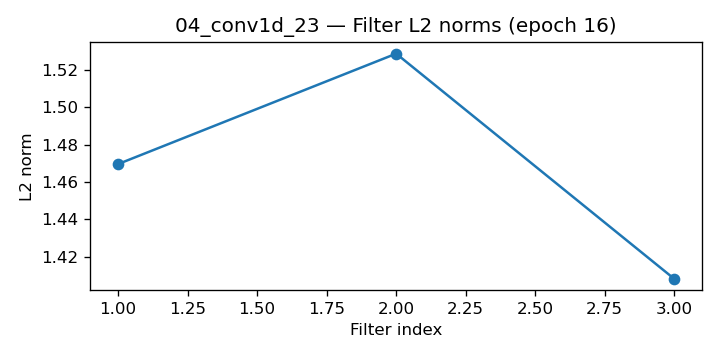 04_conv1d_23 — Filter L2 norms (epoch 16)
L2 norm
1.52
1.50
1.48
1.46
1.44
1.42
1.00 1.25 1.50 1.75 2.00 2.25 2.50 2.75 3.00
Filter index